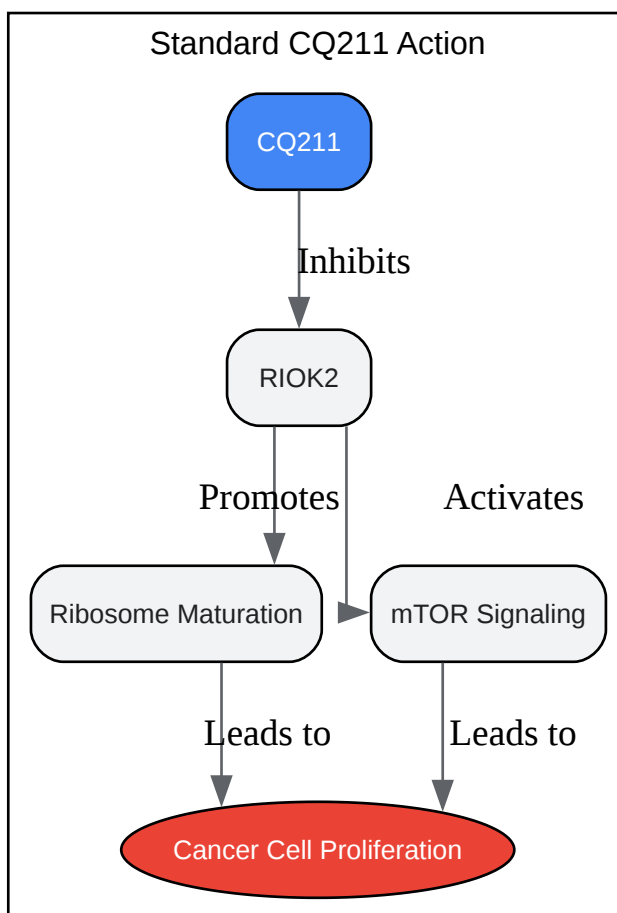 Standard CQ211 Action
CQ211
Inhibits
RIOK2
Promotes
Activates
Ribosome Maturation
mTOR Signaling
Leads to
Leads to
Cancer Cell Proliferation